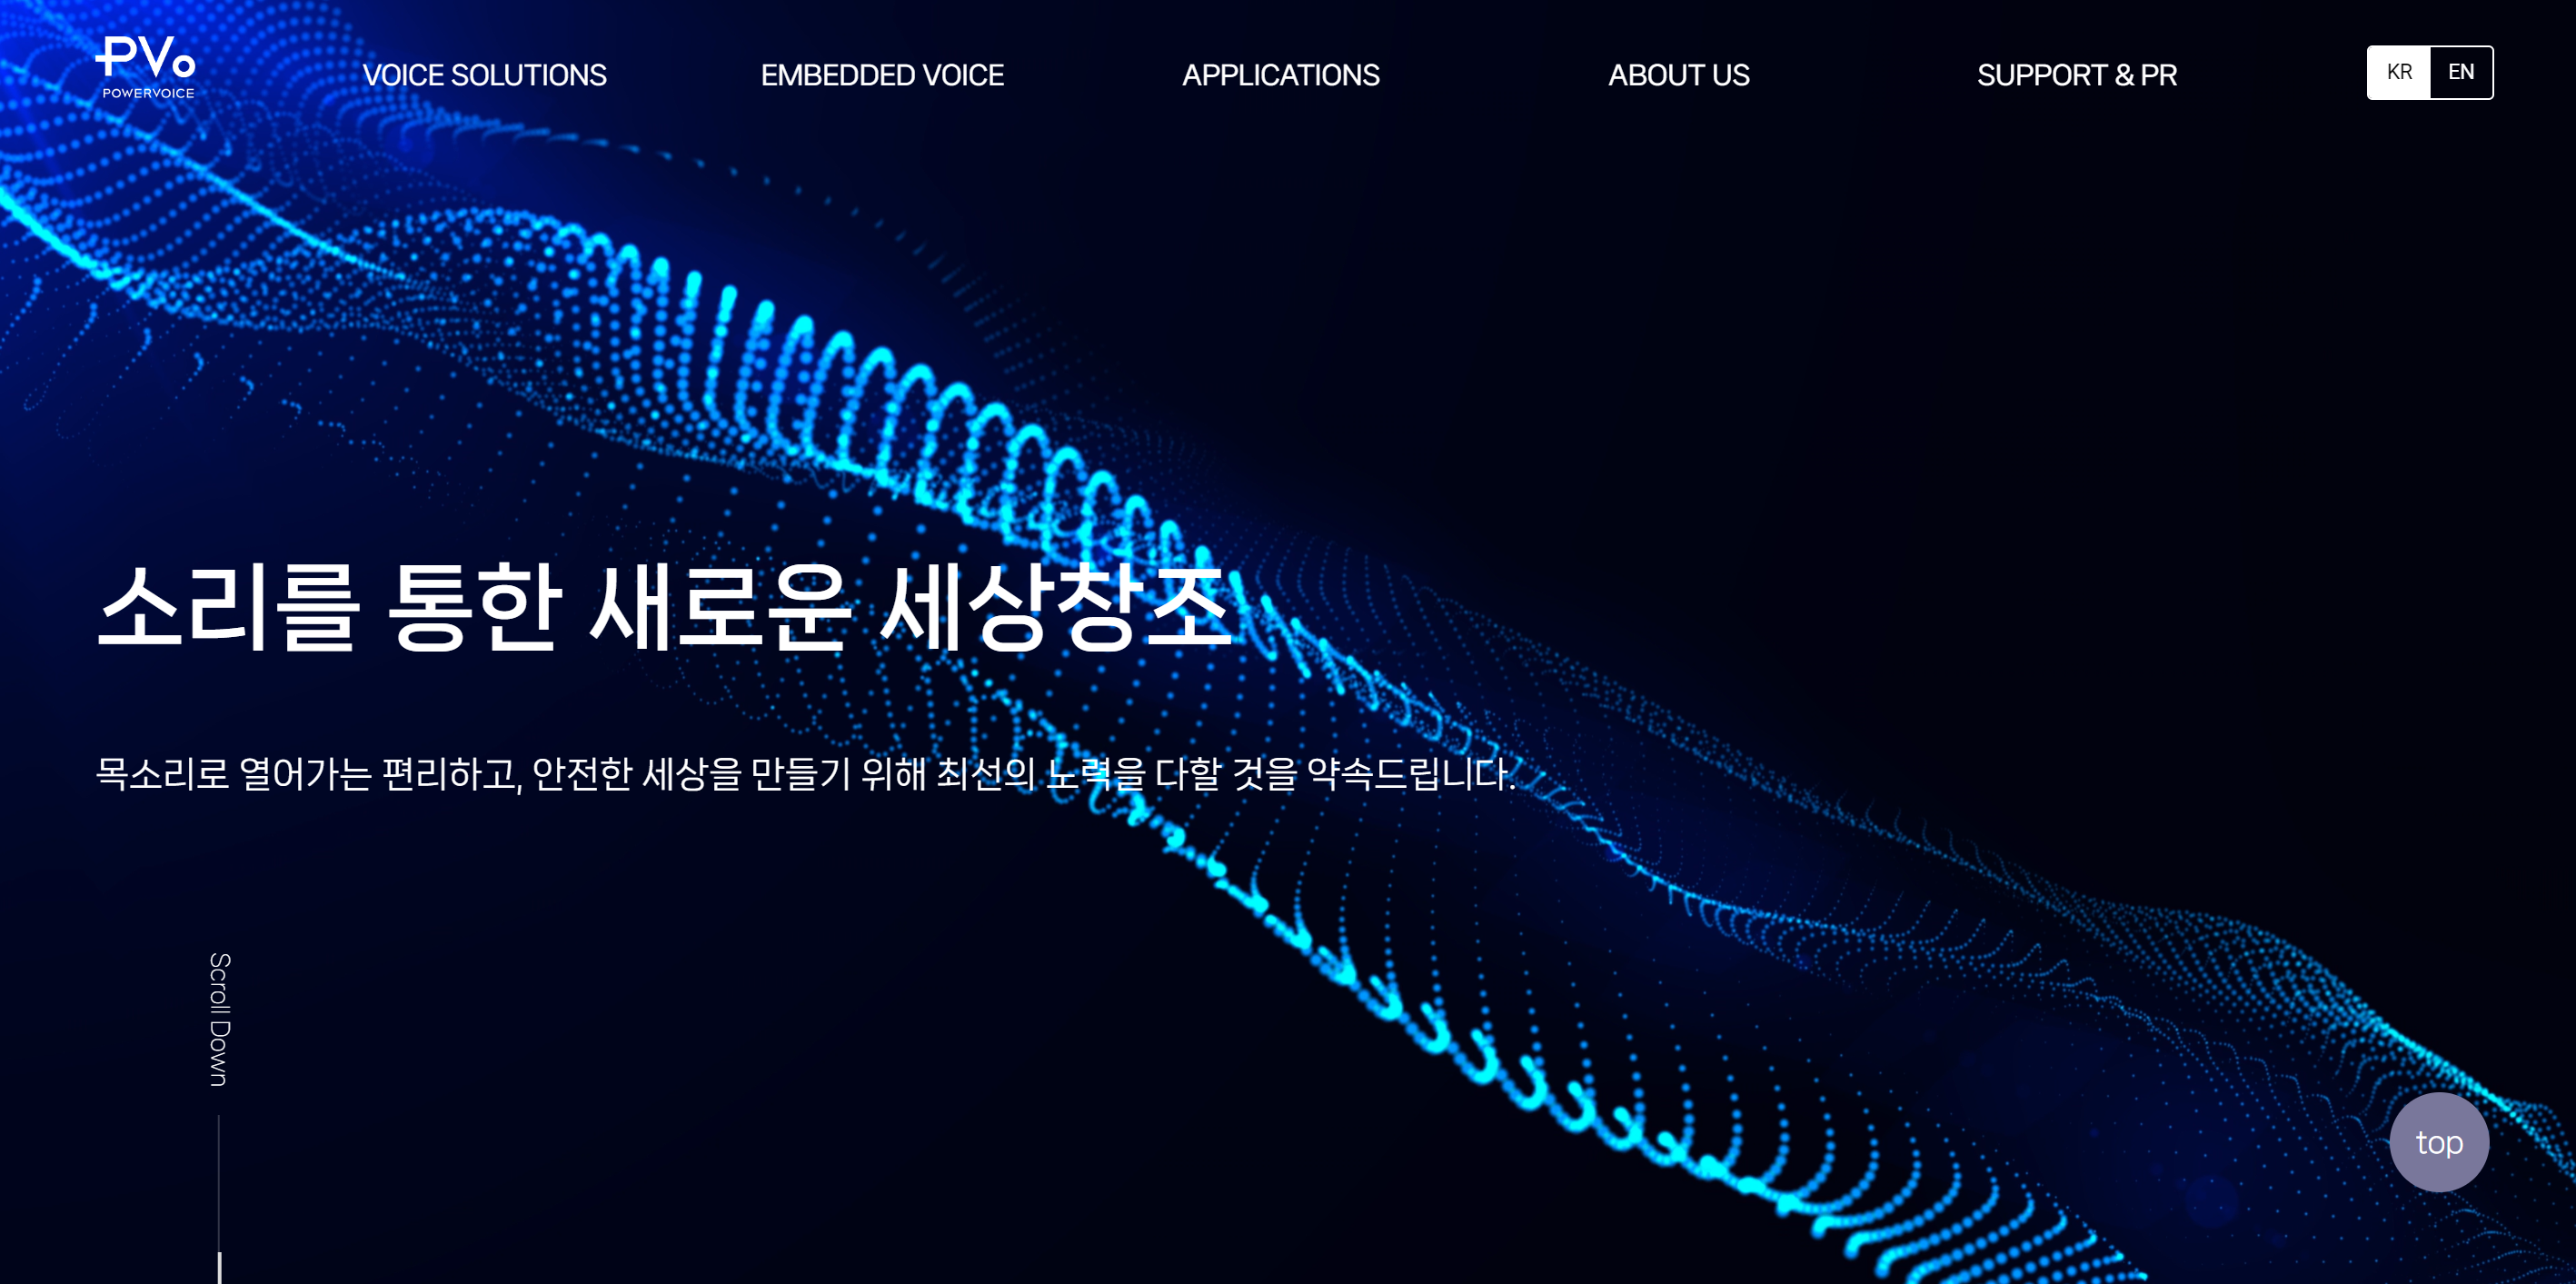 PVo
POWERVOICE
VOICE SOLUTIONS
EMBEDDED VOICE
APPLICATIONS
ABOUT US
SUPPORT & PR
KR
EN
소리를 통한 새로운 세상창조
목소리로 열어가는 편리하고, 안전한 세상을 만들기 위해 최선의 노력을 다할 것을 약속드립니다.
Scroll Down
top